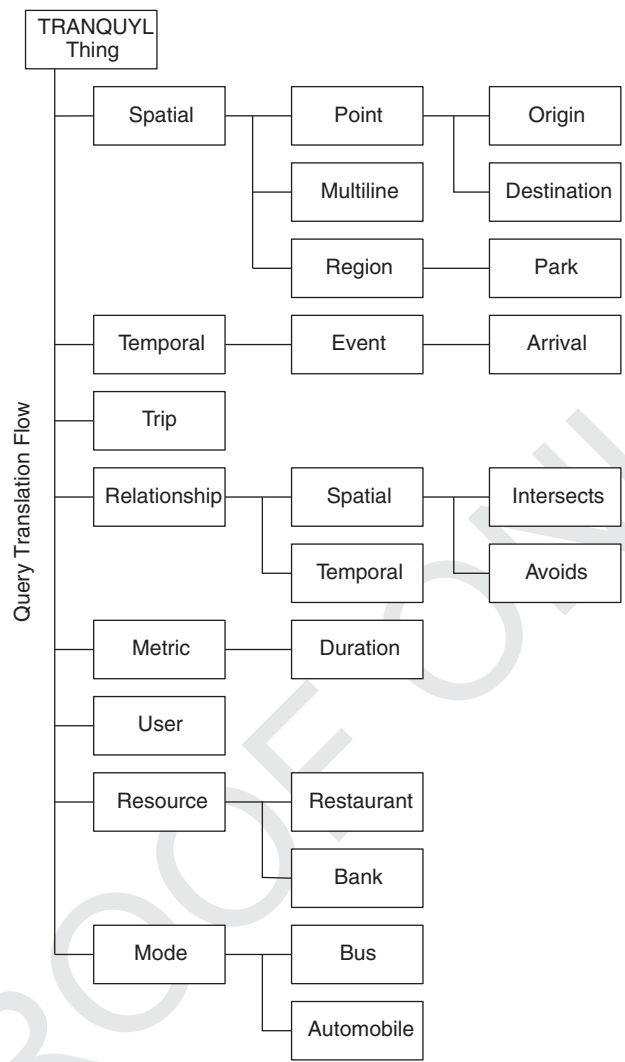 TRANQUYL
Thing
Spatial
Point
Origin
Multiline
Destination
Region
Park
Temporal
Event
Arrival
Trip
Relationship
Spatial
Intersects
Temporal
Avoids
Metric
Duration
User
Resource
Restaurant
Bank
Mode
Bus
Automobile
Query Translation Flow